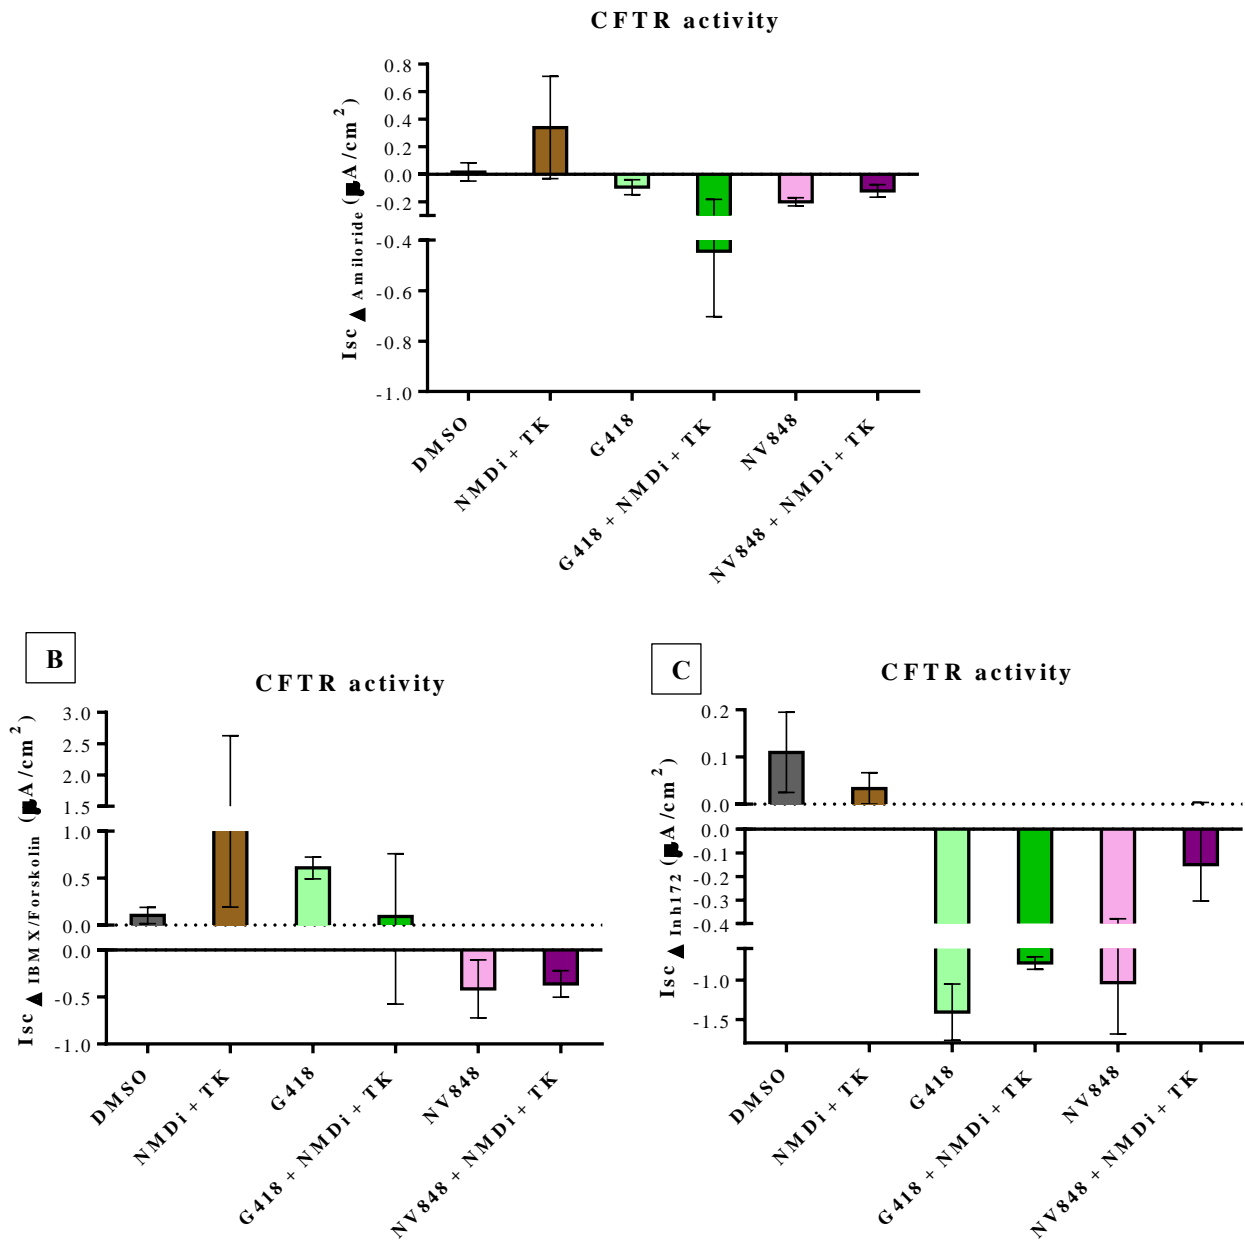 CFTR activity
Isc ▲ Amiloride (μA/cm²)
0.8
0.6
0.4
0.2
0.0
-0.2
-0.4
-0.6
-0.8
-1.0
DMSO
NMDi + TK
G418
G418 + NMDi + TK
NV848
NV848 + NMDi + TK
B
CFTR activity
Isc ▲ IBMX/Forskolin (μA/cm²)
3.0
2.5
2.0
1.5
1.0
0.5
0.0
0.0
-0.5
-1.0
DMSO
NMDi + TK
G418
G418 + NMDi + TK
NV848
NV848 + NMDi + TK
C
CFTR activity
Isc ▲ Inh172 (μA/cm²)
0.2
0.1
0.0
0.0
-0.1
-0.2
-0.3
-0.4
-1.0
-1.5
DMSO
NMDi + TK
G418
G418 + NMDi + TK
NV848
NV848 + NMDi + TK